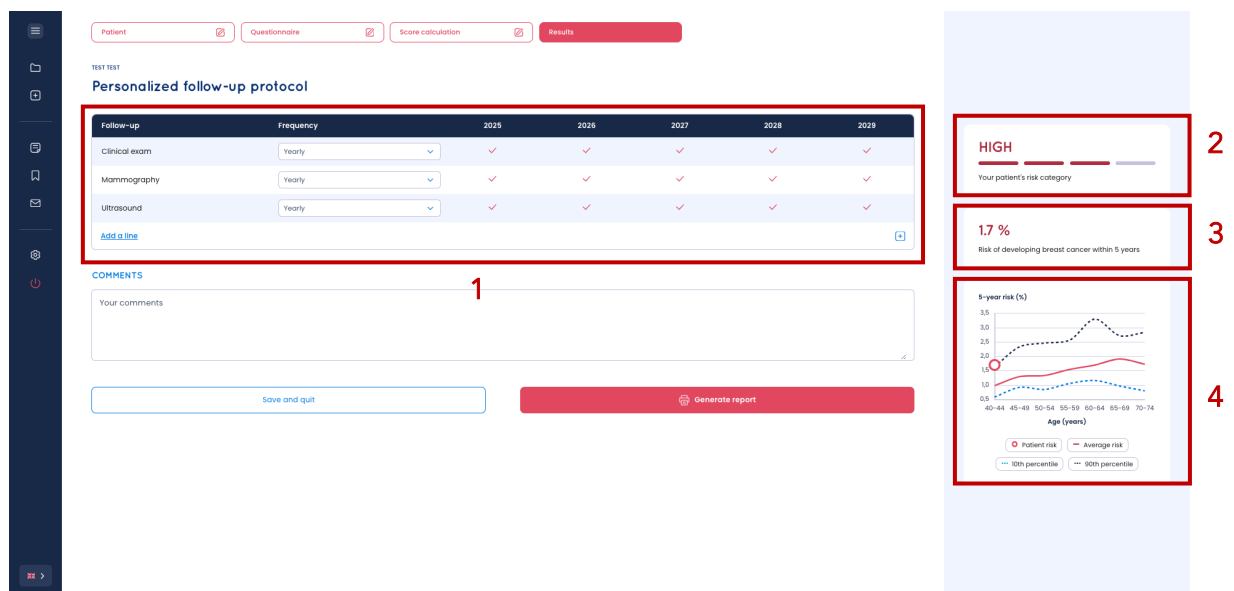 Patient
Questionnaire
Score calculation
Results
TEST TEST
Personalized follow-up protocol
Follow-up Frequency 2025 2026 2027 2028 2029
Clinical exam Yearly
Mammography Yearly
Ultrasound Yearly
Add a line
1
COMMENTS
Your comments
Save and quit
Generate report
HIGH
Your patient's risk category
2
1.7 %
Risk of developing breast cancer within 5 years
3
5-year risk (%)
3,5
3,0
2,5
2,0
1,5
1,0
0,5
40-44 45-49 50-54 55-59 60-64 65-69 70-74
Age (years)
Patient risk Average risk
10th percentile 90th percentile
4